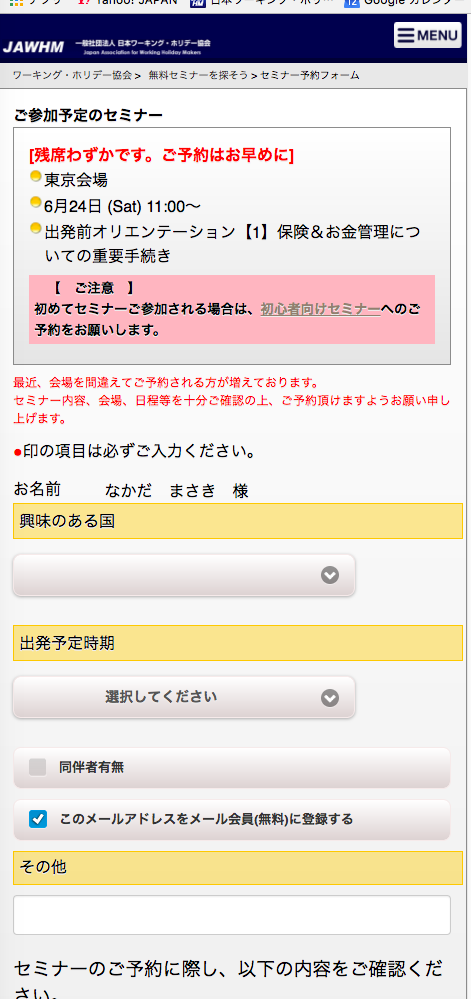 JAWHM 一般社団法人 日本ワーキング・ホリデー協会
Japan Association for Working Holiday Makers
MENU
ワーキング・ホリデー協会 > 無料セミナーを探そう > セミナー予約フォーム
ご参加予定のセミナー
[残席わずかです。ご予約はお早めに]
東京会場
6月24日 (Sat) 11:00～
出発前オリエンテーション【1】保険＆お金管理につ
いての重要手続き
【 ご注意 】
初めてセミナーご参加される場合は、初心者向けセミナーへのご
予約をお願いします。
最近、会場を間違えてご予約される方が増えております。
セミナー内容、会場、日程等を十分ご確認の上、ご予約頂けますようお願い申し
上げます。
●印の項目は必ずご入力ください。
お名前 なかだ まさき 様
興味のある国
出発予定時期
選択してください
同伴者有無
このメールアドレスをメール会員(無料)に登録する
その他
セミナーのご予約に際し、以下の内容をご確認くだ
さい。